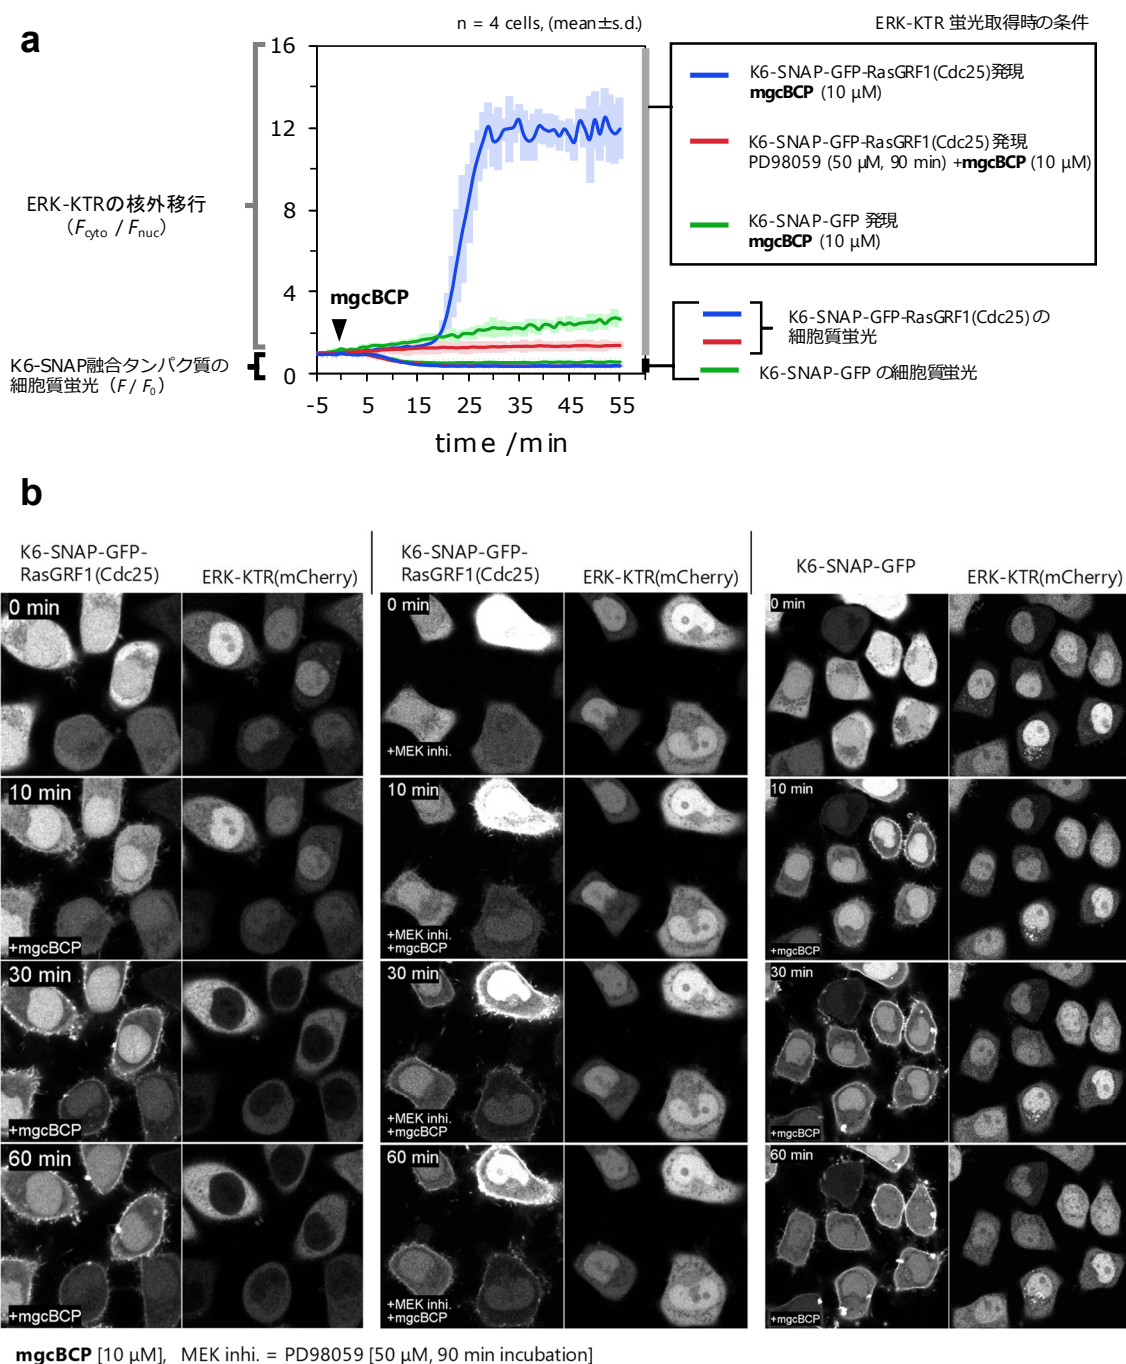 a
n = 4 cells, (mean±s.d.)
ERK-KTR 蛍光取得時の条件
16
12
8
4
0
ERK-KTRの核外移行
（Fcyto / Fnuc）
mgcBCP
K6-SNAP融合タンパク質の
細胞質蛍光（F / F0）
-5 5 15 25 35 45 55
time /min
K6-SNAP-GFP-RasGRF1(Cdc25)発現
mgcBCP (10 μM)
K6-SNAP-GFP-RasGRF1(Cdc25) 発現
PD98059 (50 μM, 90 min) +mgcBCP (10 μM)
K6-SNAP-GFP 発現
mgcBCP (10 μM)
K6-SNAP-GFP-RasGRF1(Cdc25) の
細胞質蛍光
K6-SNAP-GFP の細胞質蛍光
b
K6-SNAP-GFP-
RasGRF1(Cdc25)
ERK-KTR(mCherry)
K6-SNAP-GFP-
RasGRF1(Cdc25)
ERK-KTR(mCherry)
K6-SNAP-GFP
ERK-KTR(mCherry)
0 min
0 min
+MEK inhi.
0 min
10 min
+mgcBCP
10 min
+MEK inhi.
+mgcBCP
10 min
+mgcBCP
30 min
+mgcBCP
30 min
+MEK inhi.
+mgcBCP
30 min
+mgcBCP
60 min
+mgcBCP
60 min
+MEK inhi.
+mgcBCP
60 min
+mgcBCP
mgcBCP [10 μM], MEK inhi. = PD98059 [50 μM, 90 min incubation]